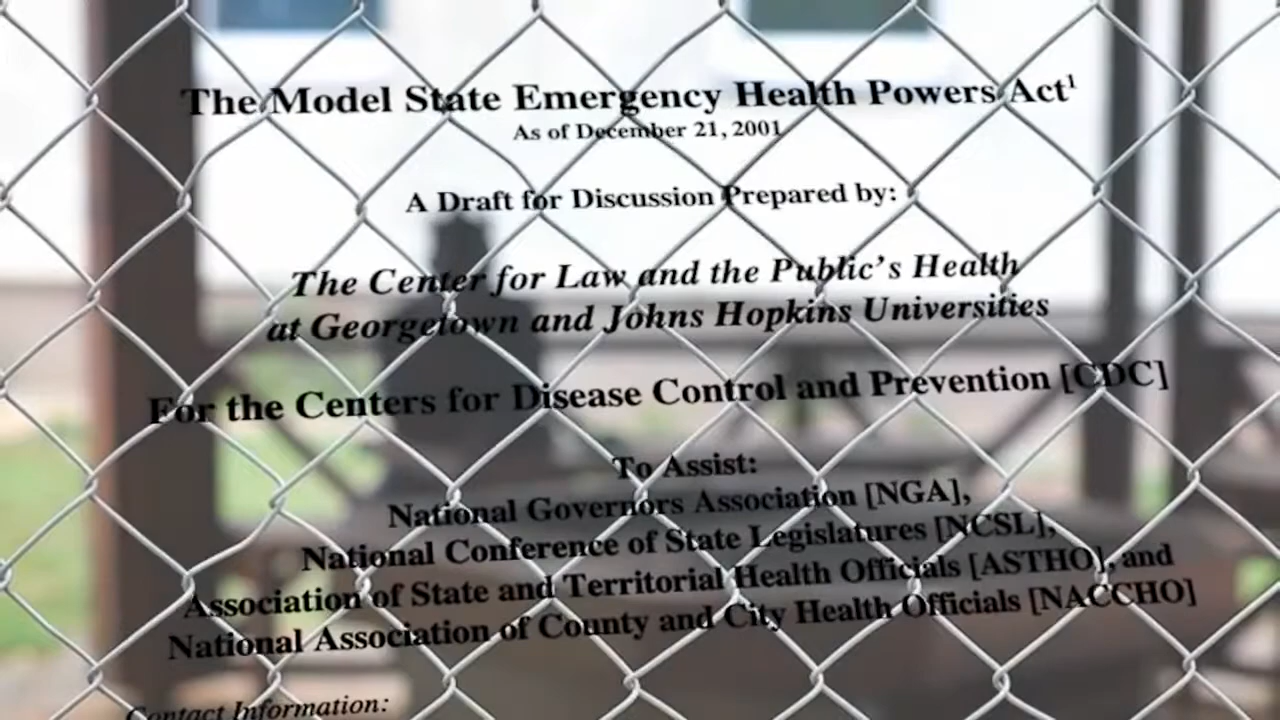 The Model State Emergency Health Powers Act¹
As of December 21, 2001
A Draft for Discussion Prepared by:
The Center for Law and the Public's Health
at Georgetown and Johns Hopkins Universities
For the Centers for Disease Control and Prevention [CDC]
To Assist:
National Governors Association [NGA],
National Conference of State Legislatures [NCSL],
Association of State and Territorial Health Officials [ASTHO], and
National Association of County and City Health Officials [NACCHO]
Contact Information: